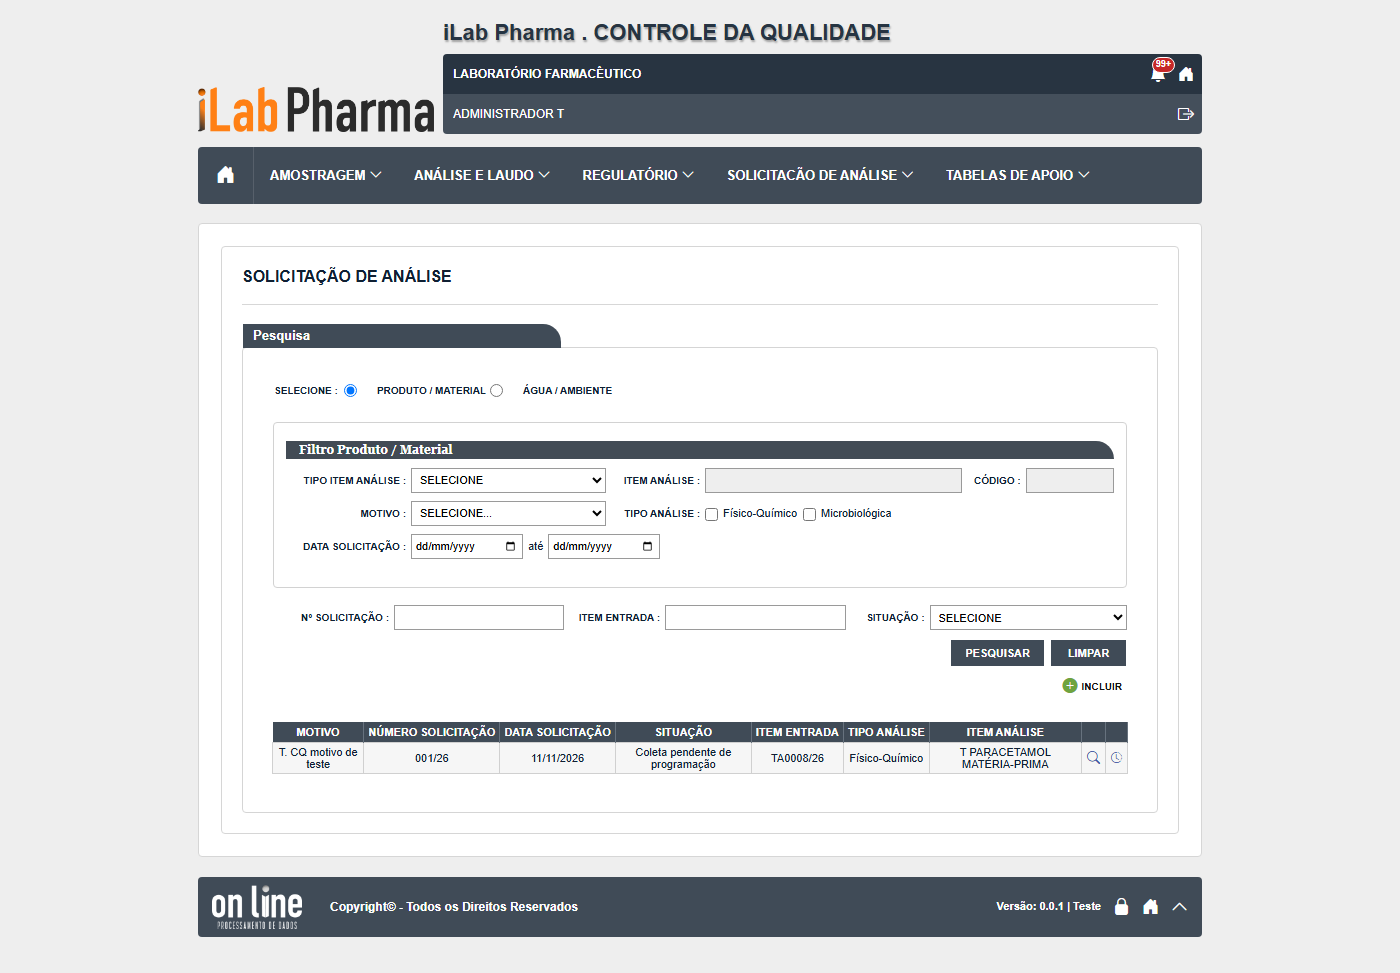 iLab Pharma . CONTROLE DA QUALIDADE
iLab Pharma
LABORATÓRIO FARMACÊUTICO
99+
ADMINISTRADOR T
AMOSTRAGEM
ANÁLISE E LAUDO
REGULATÓRIO
SOLICITACÃO DE ANÁLISE
TABELAS DE APOIO
SOLICITAÇÃO DE ANÁLISE
Pesquisa
SELECIONE : PRODUTO / MATERIAL ÁGUA / AMBIENTE
Filtro Produto / Material
TIPO ITEM ANÁLISE : SELECIONE ITEM ANÁLISE : CÓDIGO :
MOTIVO : SELECIONE... TIPO ANÁLISE : Físico-Químico Microbiológica
DATA SOLICITAÇÃO : dd/mm/yyyy até dd/mm/yyyy
Nº SOLICITAÇÃO : ITEM ENTRADA : SITUAÇÃO : SELECIONE
PESQUISAR LIMPAR
INCLUIR
MOTIVO NÚMERO SOLICITAÇÃO DATA SOLICITAÇÃO SITUAÇÃO ITEM ENTRADA TIPO ANÁLISE ITEM ANÁLISE
T. CQ motivo de teste 001/26 11/11/2026 Coleta pendente de programação TA0008/26 Físico-Químico T PARACETAMOL MATÉRIA-PRIMA
on line
PROCESSAMENTO DE DADOS
Copyright© - Todos os Direitos Reservados
Versão: 0.0.1 | Teste